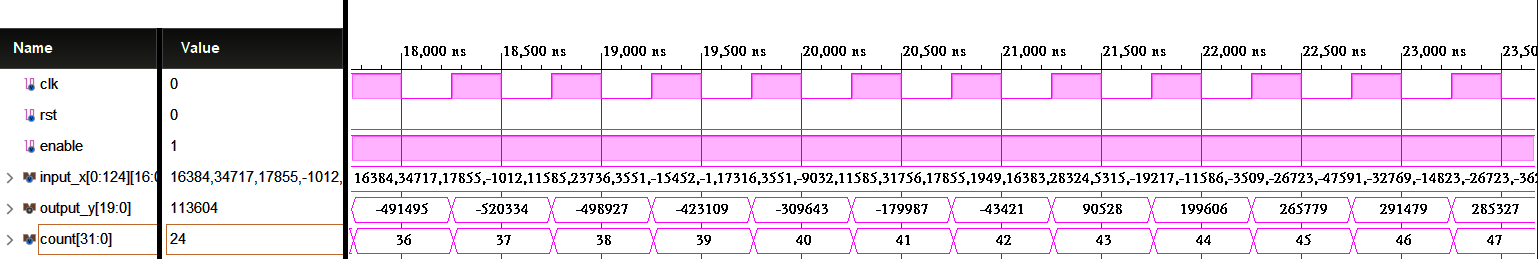 Name Value
18,000 ns 18,500 ns 19,000 ns 19,500 ns 20,000 ns 20,500 ns 21,000 ns 21,500 ns 22,000 ns 22,500 ns 23,000 ns 23,50
clk 0
rst 0
enable 1
input_x[0:124][16:0 16384,34717,17855,-1012, 16384,34717,17855,-1012,11585,23736,3551,-15452,-1,17316,3551,-9032,11585,31756,17855,1949,16383,28324,5315,-19217,-11586,-3509,-26723,-47591,-32769,-14823,-26723,-36
output_y[19:0] 113604 -491495 -520334 -498927 -423109 -309643 -179987 -43421 90528 199606 265779 291479 285327
count[31:0] 24 36 37 38 39 40 41 42 43 44 45 46 47